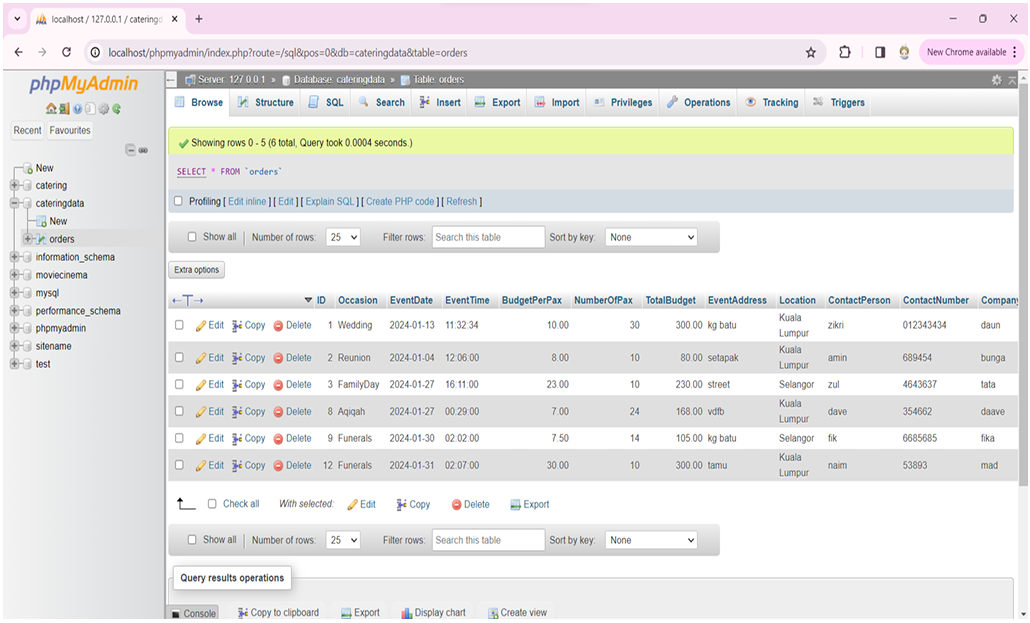 localhost / 127.0.0.1 / cateringd
localhost/phpmyadmin/index.php?route=/sql&pos=0&db=cateringdata&table=orders
New Chrome available
phpMyAdmin
Recent Favourites
New
catering
cateringdata
New
orders
information_schema
moviecinema
mysql
performance_schema
phpmyadmin
sitename
test
Server: 127.0.0.1 » Database: cateringdata » Table: orders
Browse Structure SQL Search Insert Export Import Privileges Operations Tracking Triggers
Showing rows 0 - 5 (6 total, Query took 0.0004 seconds.)
SELECT * FROM `orders`
Profiling [ Edit inline ] [ Edit ] [ Explain SQL ] [ Create PHP code ] [ Refresh ]
Show all Number of rows: 25 Filter rows: Search this table Sort by key: None
Extra options
ID Occasion EventDate EventTime BudgetPerPax NumberOfPax TotalBudget EventAddress Location ContactPerson ContactNumber Company
Edit Copy Delete 1 Wedding 2024-01-13 11:32:34 10.00 30 300.00 kg batu Kuala Lumpur zikri 012343434 daun
Edit Copy Delete 2 Reunion 2024-01-04 12:06:00 8.00 10 80.00 setapak Kuala Lumpur amin 689454 bunga
Edit Copy Delete 3 FamilyDay 2024-01-27 16:11:00 23.00 10 230.00 street Selangor zul 4643637 tata
Edit Copy Delete 8 Aqiqah 2024-01-27 00:29:00 7.00 24 168.00 vdfb Kuala Lumpur dave 354662 daave
Edit Copy Delete 9 Funerals 2024-01-30 02:02:00 7.50 14 105.00 kg batu Selangor fik 6685685 fika
Edit Copy Delete 12 Funerals 2024-01-31 02:07:00 30.00 10 300.00 tamu Kuala Lumpur naim 53893 mad
Check all With selected: Edit Copy Delete Export
Show all Number of rows: 25 Filter rows: Search this table Sort by key: None
Query results operations
Console Copy to clipboard Export Display chart Create view